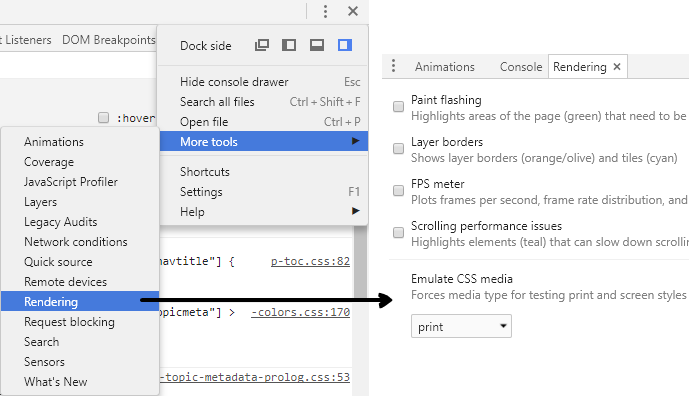 Dock side
t Listeners DOM Breakpoints
Hide console drawer Esc
Search all files Ctrl + Shift + F
Open file Ctrl + P
More tools
Shortcuts
Settings F1
Help
:hover
Animations
Coverage
JavaScript Profiler
Layers
Legacy Audits
Network conditions
Quick source
Remote devices
Rendering
Request blocking
Search
Sensors
What's New
navtitle"] { p-toc.css:82
opicmeta"] > -colors.css:170
-topic-metadata-prolog.css:53
Animations Console Rendering ×
Paint flashing
Highlights areas of the page (green) that need to be
Layer borders
Shows layer borders (orange/olive) and tiles (cyan)
FPS meter
Plots frames per second, frame rate distribution, and
Scrolling performance issues
Highlights elements (teal) that can slow down scrollin
Emulate CSS media
Forces media type for testing print and screen styles
print